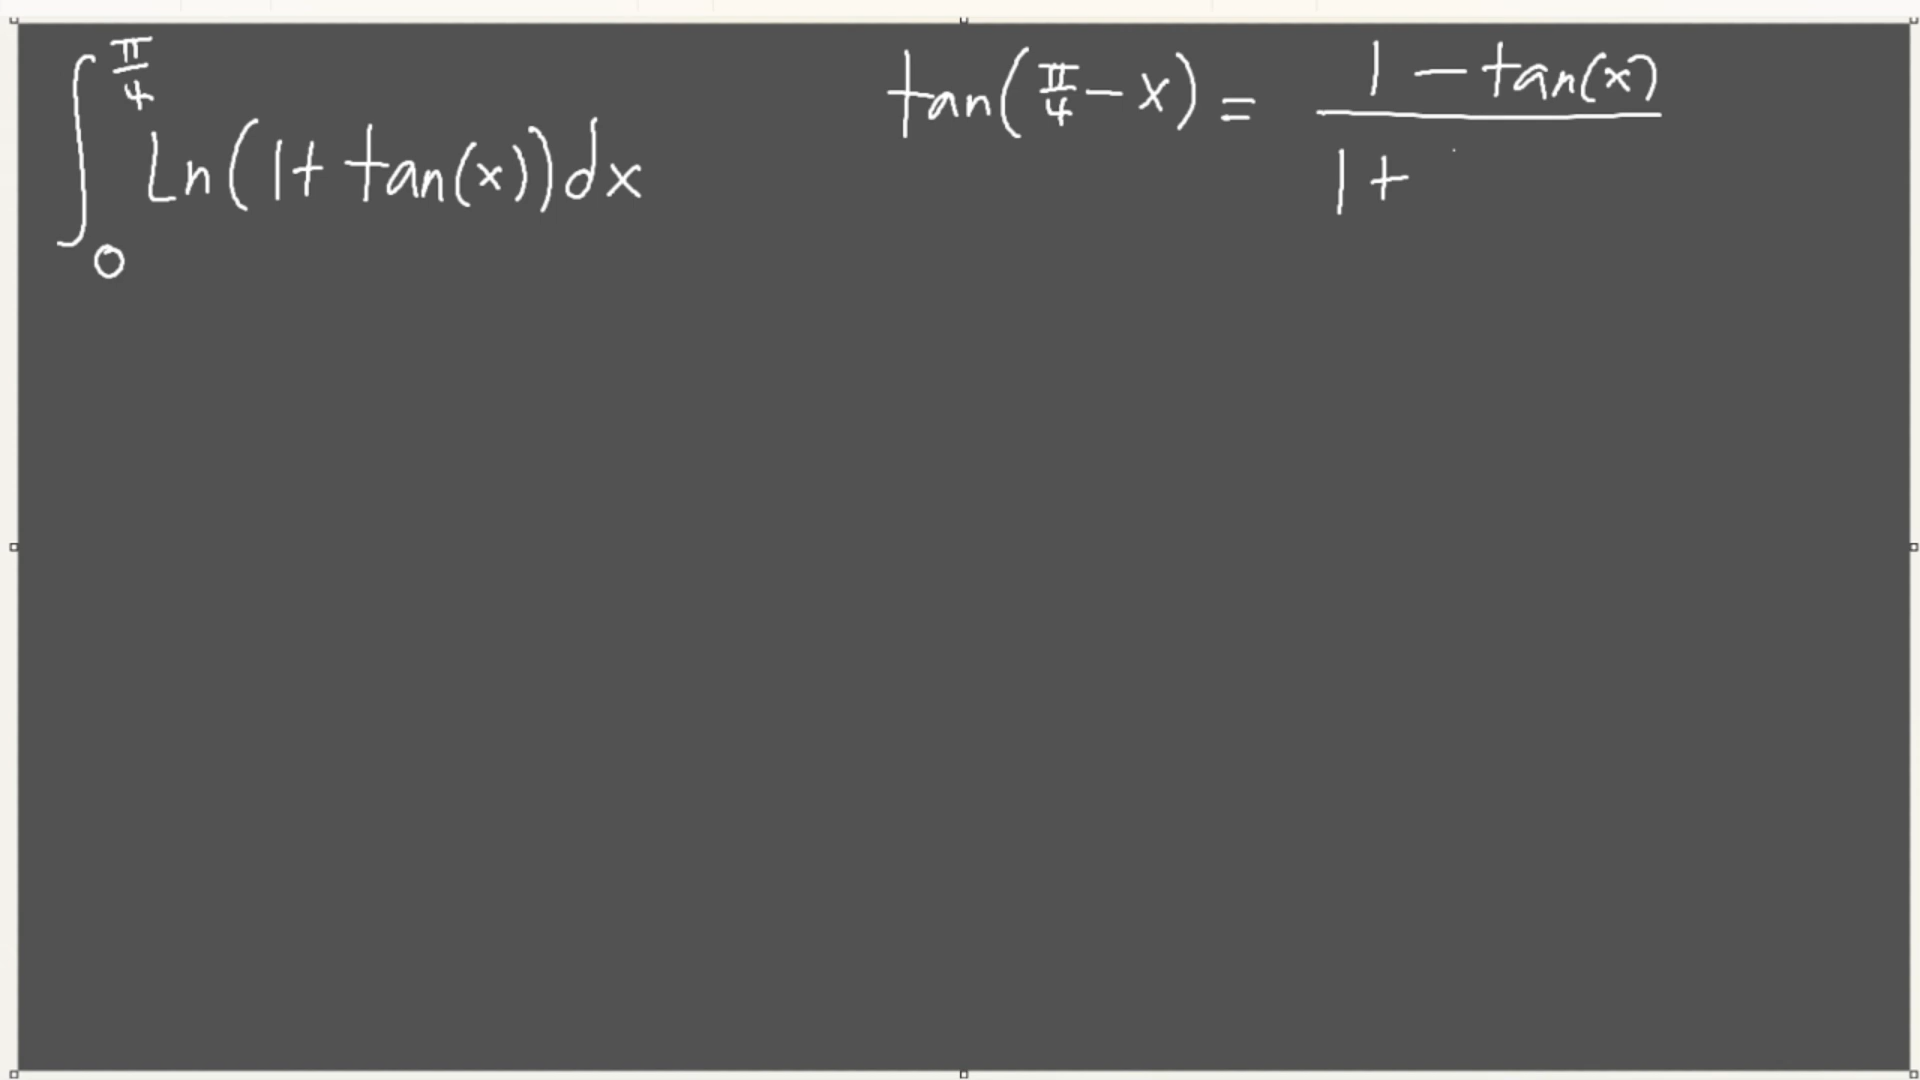 ∫₀^(π/4) Ln(1+ tan(x))dx
tan(π/4 − x) = (1 − tan(x)) / (1 +